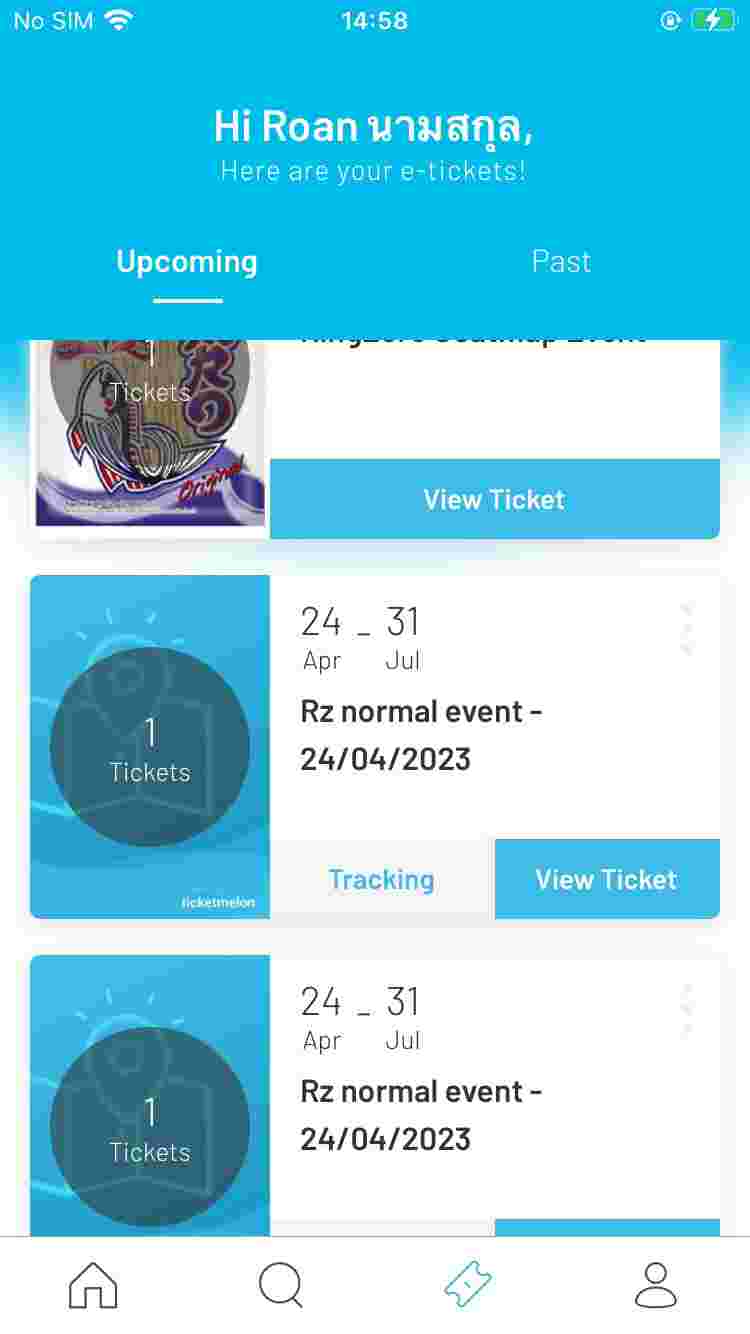 No SIM 14:58
Hi Roan นามสกุล,
Here are your e-tickets!
Upcoming Past
1
Tickets
Original
View Ticket
24 - 31
Apr Jul
Rz normal event -
24/04/2023
1
Tickets
ticketmelon
Tracking
View Ticket
24 - 31
Apr Jul
Rz normal event -
24/04/2023
1
Tickets